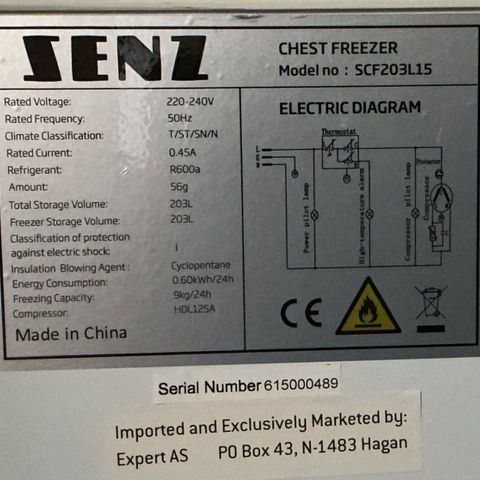 SENZ
CHEST FREEZER
Model no : SCF203L15
Rated Voltage: 220-240V
Rated Frequency: 50Hz
Climate Classification: T/ST/SN/N
Rated Current: 0.45A
Refrigerant: R600a
Amount: 56g
Total Storage Volume: 203L
Freezer Storage Volume: 203L
Classification of protection
against electric shock: I
Insulation Blowing Agent : Cyclopentane
Energy Consumption: 0.60kWh/24h
Freezing Capacity: 9kg/24h
Compressor: HDL125A
Made in China
ELECTRIC DIAGRAM
Thermostat
L
E
N
Power pilot lamp
High-temperature alarm
Compressor pilot lamp
Compressor
Protector
CE
Serial Number 615000489
Imported and Exclusively Marketed by:
Expert AS PO Box 43, N-1483 Hagan